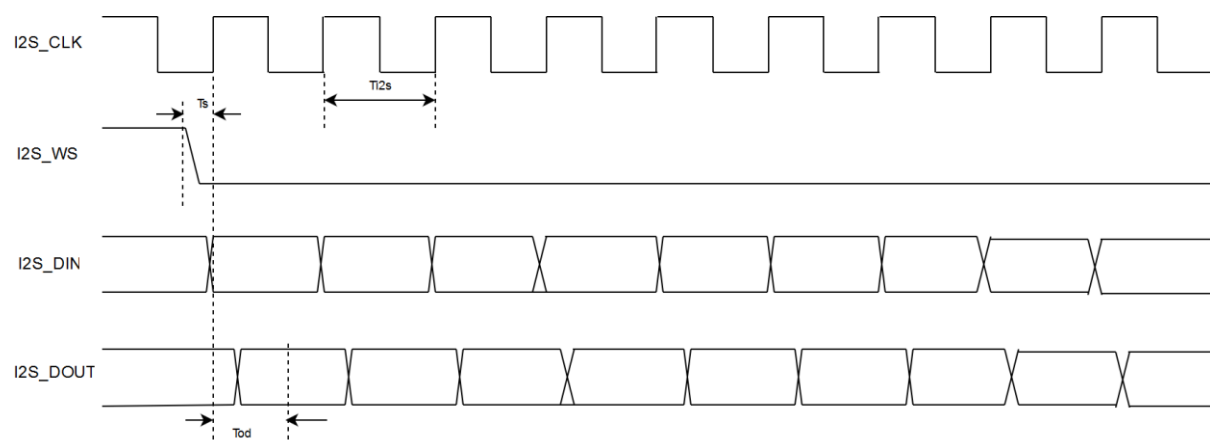 I2S_CLK
Ti2s
Ts
I2S_WS
I2S_DIN
I2S_DOUT
Tod